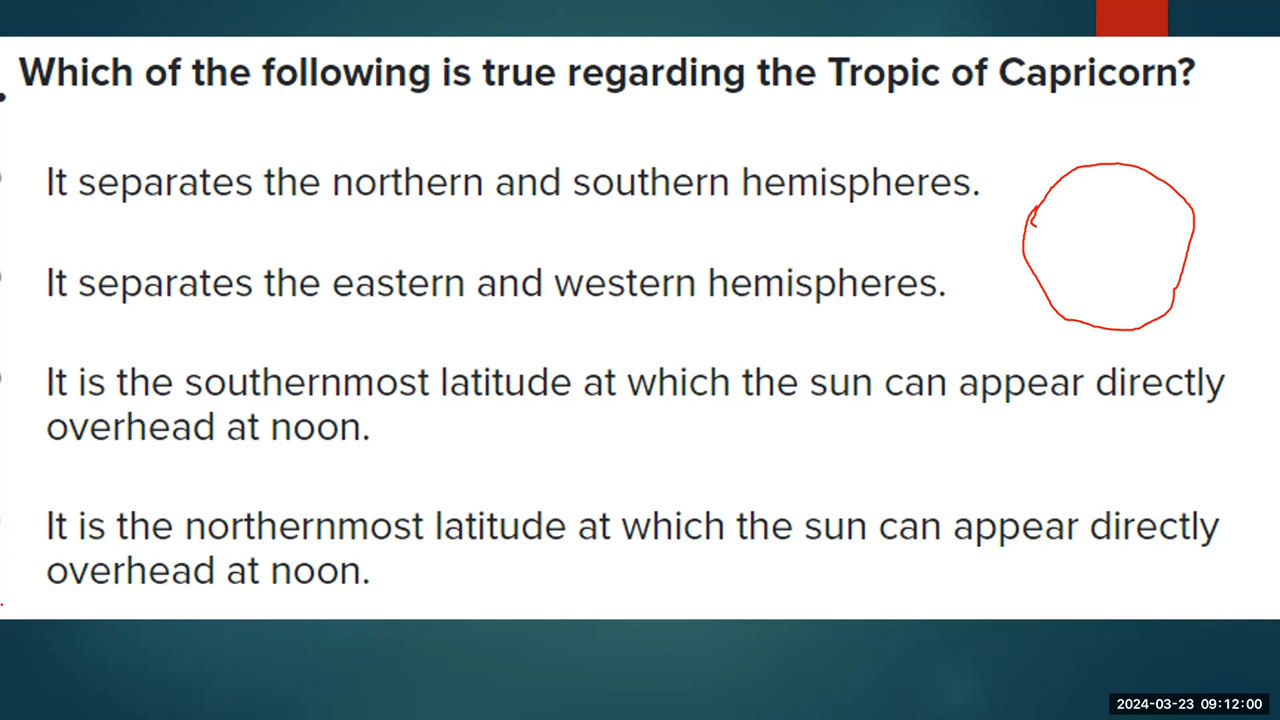 Which of the following is true regarding the Tropic of Capricorn?
It separates the northern and southern hemispheres.
It separates the eastern and western hemispheres.
It is the southernmost latitude at which the sun can appear directly
overhead at noon.
It is the northernmost latitude at which the sun can appear directly
overhead at noon.
2024-03-23 09:12:00